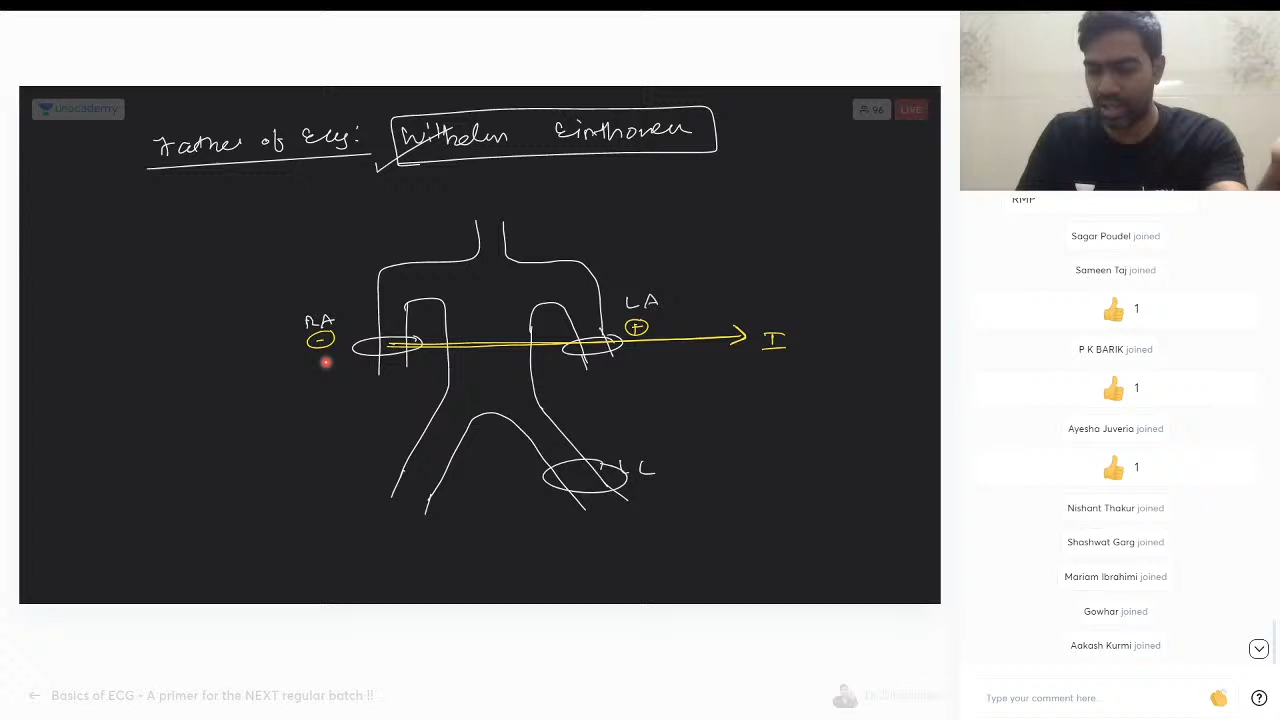 unacademy
96
LIVE
Father of ECG:
Willhelm Einthoven
RA
-
LA
+
I
LL
RMP
Sagar Poudel joined
Sameen Taj joined
1
P K BARIK joined
1
Ayesha Juveria joined
1
Nishant Thakur joined
Shashwat Garg joined
Mariam Ibrahimi joined
Gowhar joined
Aakash Kurmi joined
Basics of ECG - A primer for the NEXT regular batch !!
Type your comment here...
?